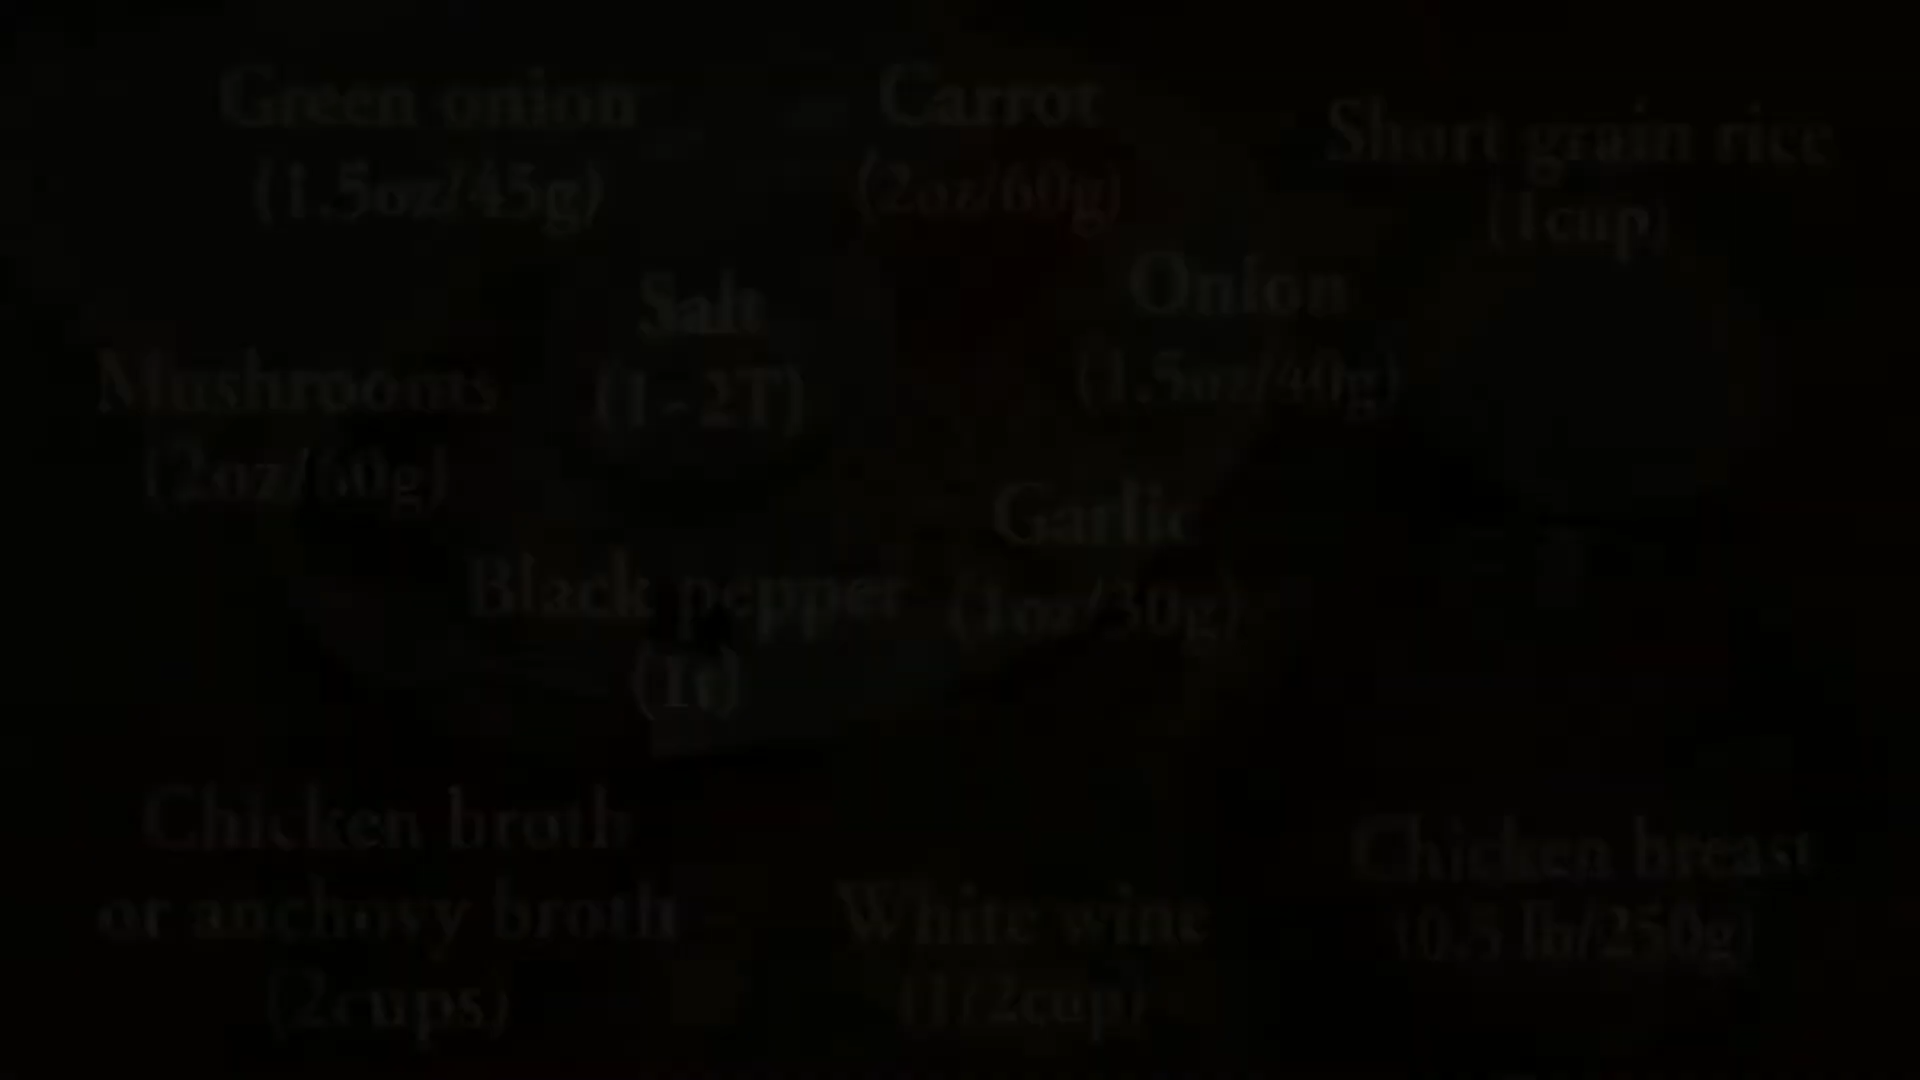 Green onion
(1.5oz/45g)
Carrot
(2oz/60g)
Short grain rice
(1cup)
Salt
(1-2T)
Onion
(1.5oz/40g)
Mushrooms
(2oz/60g)
Garlic
(1oz/30g)
Black pepper
(1t)
Chicken broth
or anchovy broth
(2cups)
White wine
(1/2cup)
Chicken breast
(0.5 lb/250g)